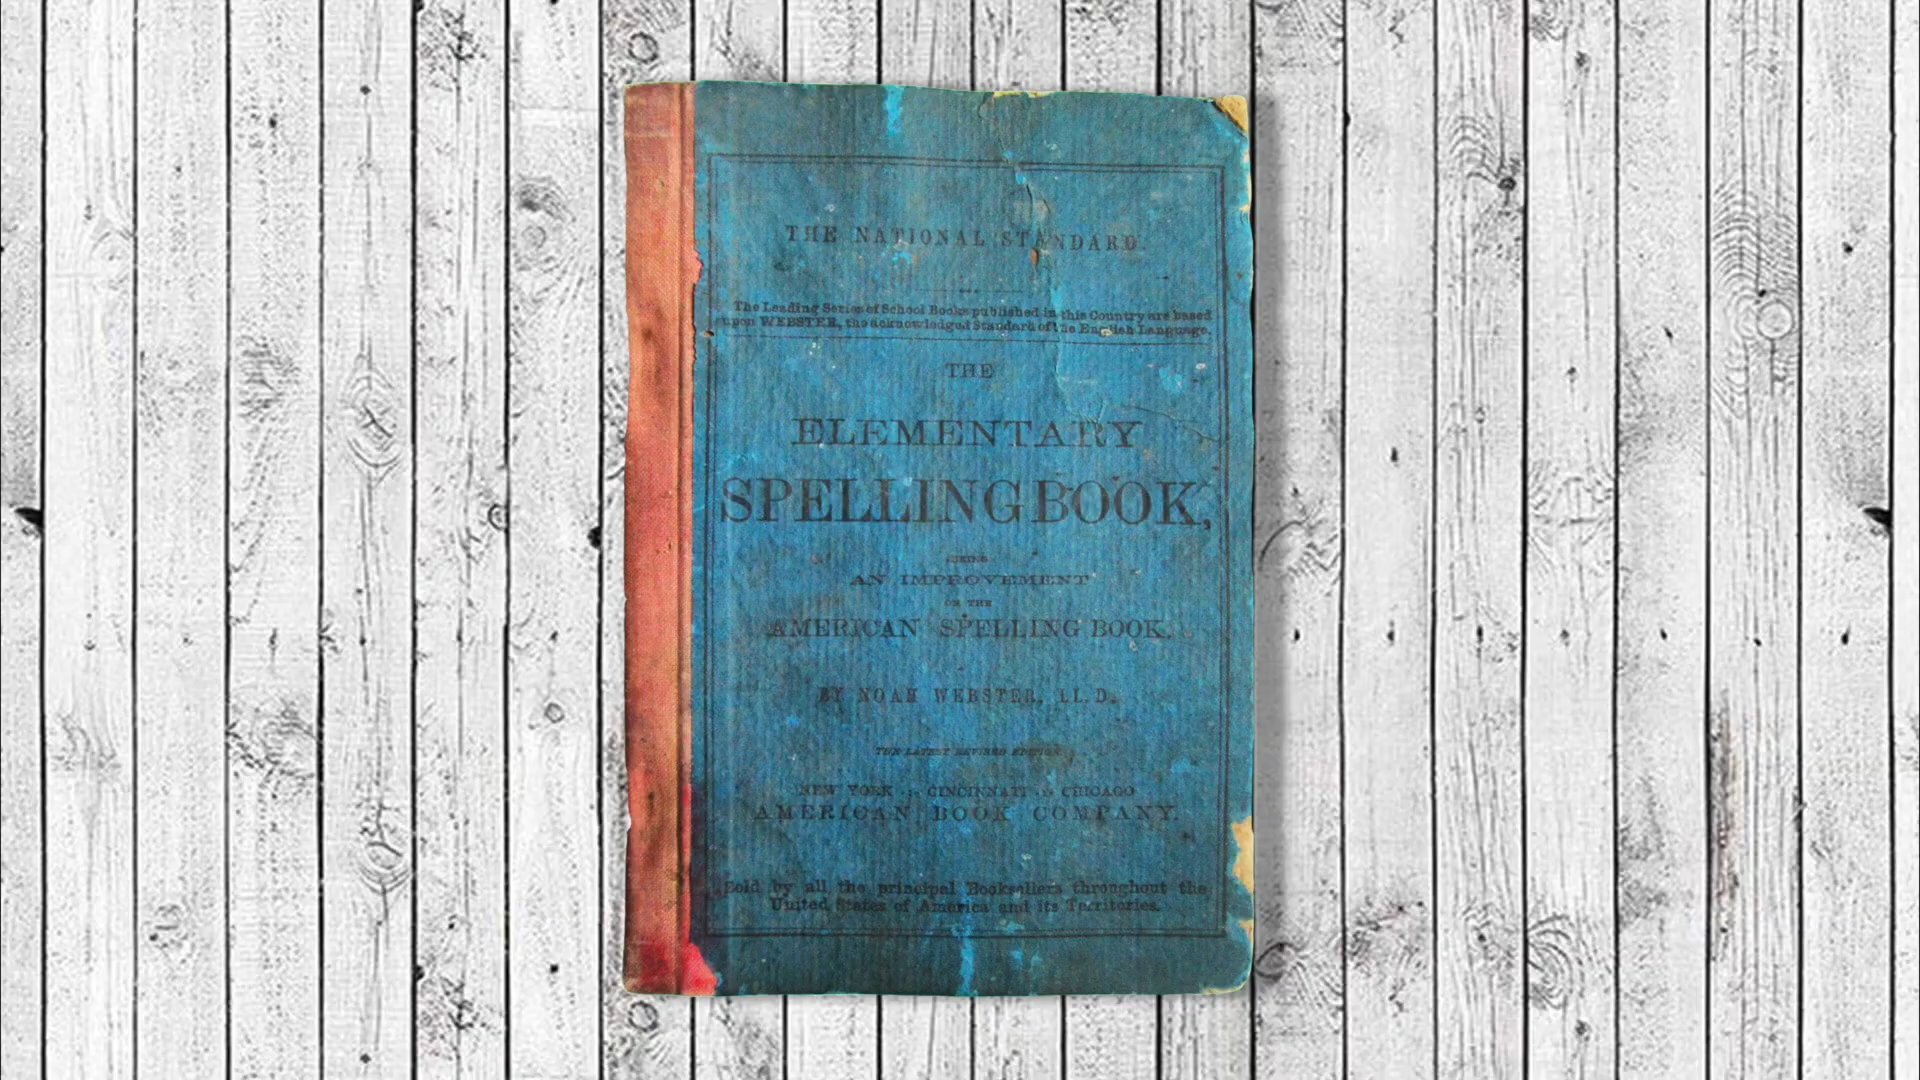 THE NATIONAL STANDARD.
The Leading Series of School Books published in this Country are based
upon WEBSTER, the acknowledged Standard of the English Language.
THE
ELEMENTARY
SPELLING BOOK,
BEING
AN IMPROVEMENT
ON THE
AMERICAN SPELLING BOOK.
BY NOAH WEBSTER, LL.D.
THE LATEST REVISED EDITION
NEW YORK ·:· CINCINNATI ·:· CHICAGO
AMERICAN BOOK COMPANY.
Sold by all the principal Booksellers throughout the
United States of America and its Territories.